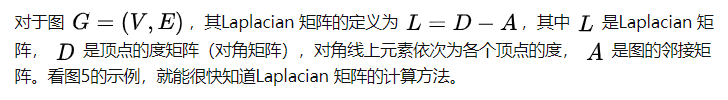 对于图 G = (V, E) ，其Laplacian 矩阵的定义为 L = D − A ，其中 L 是Laplacian 矩
阵， D 是顶点的度矩阵（对角矩阵），对角线上元素依次为各个顶点的度， A 是图的邻接矩
阵。看图5的示例，就能很快知道Laplacian 矩阵的计算方法。